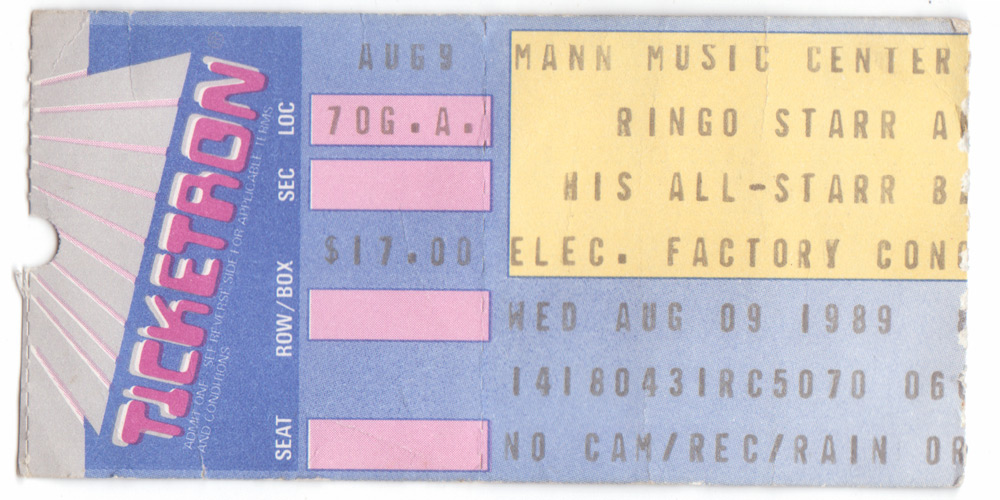 TICKETRON®
ADMIT ONE. SEE REVERSE SIDE FOR APPLICABLE TERMS
AND CONDITIONS
LOC
SEC
ROW/BOX
SEAT
AUG9
70G.A.
$17.00
MANN MUSIC CENTER
RINGO STARR A
HIS ALL-STARR B
ELEC. FACTORY CONC
WED AUG 09 1989
14180431RC5070 06
NO CAM/REC/RAIN OR